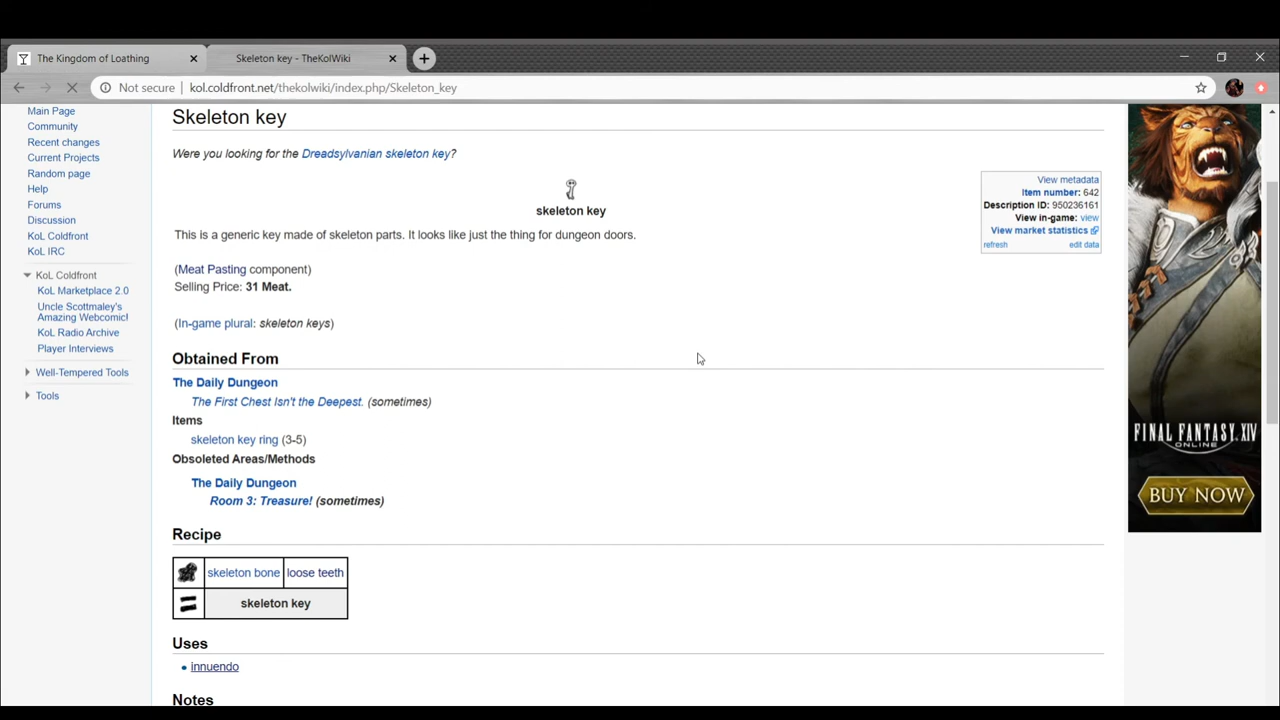 The Kingdom of Loathing
Skeleton key - TheKolWiki
Not secure kol.coldfront.net/thekolwiki/index.php/Skeleton_key
Main Page
Community
Recent changes
Current Projects
Random page
Help
Forums
Discussion
KoL Coldfront
KoL IRC
KoL Coldfront
KoL Marketplace 2.0
Uncle Scottmaley's
Amazing Webcomic!
KoL Radio Archive
Player Interviews
Well-Tempered Tools
Tools
Skeleton key
Were you looking for the Dreadsylvanian skeleton key?
skeleton key
This is a generic key made of skeleton parts. It looks like just the thing for dungeon doors.
(Meat Pasting component)
Selling Price: 31 Meat.
(In-game plural: skeleton keys)
View metadata
Item number: 642
Description ID: 950236161
View in-game: view
View market statistics
refresh edit data
Obtained From
The Daily Dungeon
The First Chest Isn't the Deepest. (sometimes)
Items
skeleton key ring (3-5)
Obsoleted Areas/Methods
The Daily Dungeon
Room 3: Treasure! (sometimes)
Recipe
skeleton bone loose teeth
skeleton key
Uses
innuendo
Notes
FINAL FANTASY XIV
ONLINE
BUY NOW